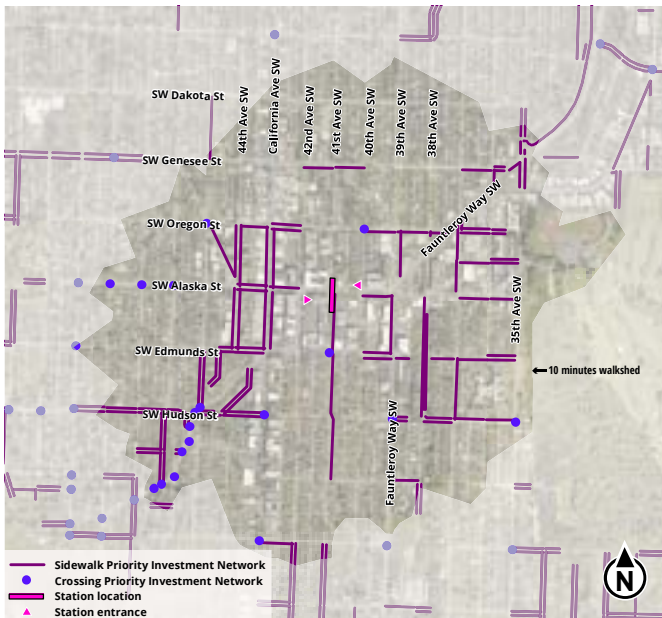 SW Dakota St
44th Ave SW
California Ave SW
42nd Ave SW
41st Ave SW
40th Ave SW
39th Ave SW
38th Ave SW
SW Genesee St
Fauntleroy Way SW
SW Oregon St
SW Alaska St
35th Ave SW
SW Edmunds St
10 minutes walkshed
SW Hudson St
Fauntleroy Way SW
Sidewalk Priority Investment Network
Crossing Priority Investment Network
Station location
Station entrance
N